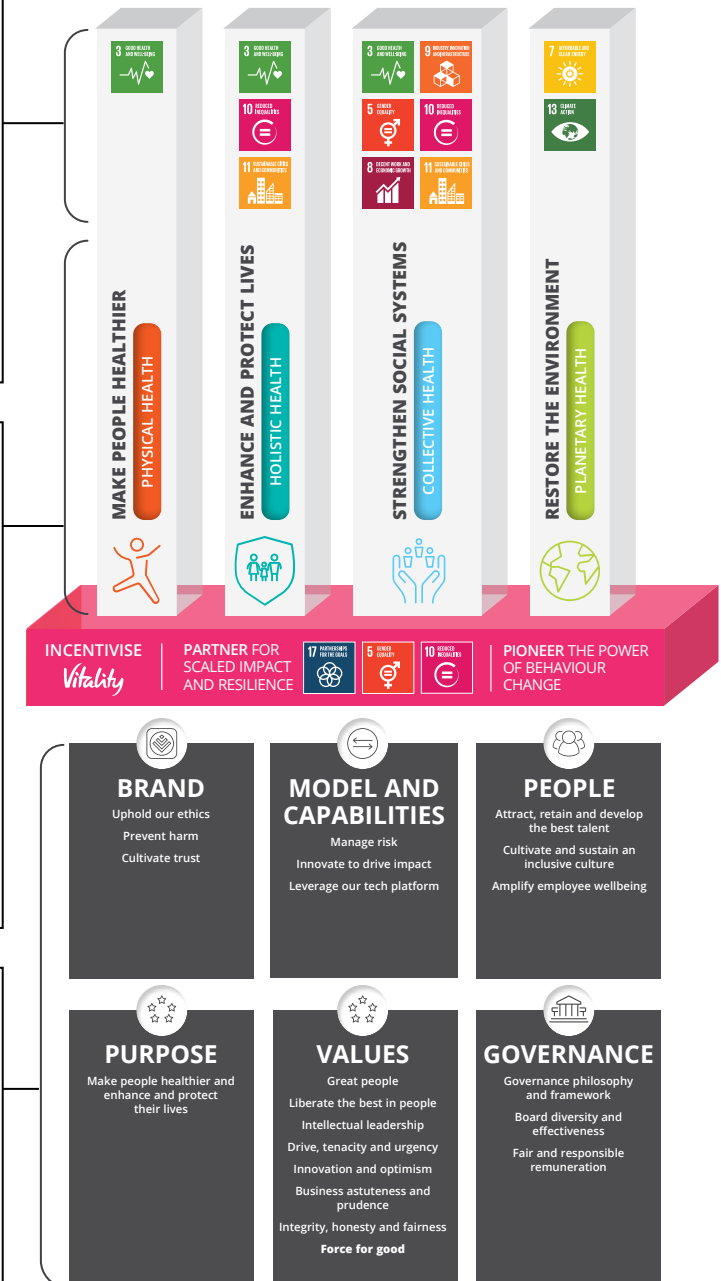 3 GOOD HEALTH
AND WELL-BEING
3 GOOD HEALTH
AND WELL-BEING
10 REDUCED
INEQUALITIES
11 SUSTAINABLE CITIES
AND COMMUNITIES
3 GOOD HEALTH
AND WELL-BEING
9 INDUSTRY, INNOVATION
AND INFRASTRUCTURE
5 GENDER
EQUALITY
10 REDUCED
INEQUALITIES
8 DECENT WORK AND
ECONOMIC GROWTH
11 SUSTAINABLE CITIES
AND COMMUNITIES
7 AFFORDABLE AND
CLEAN ENERGY
13 CLIMATE
ACTION
MAKE PEOPLE HEALTHIER
PHYSICAL HEALTH
ENHANCE AND PROTECT LIVES
HOLISTIC HEALTH
STRENGTHEN SOCIAL SYSTEMS
COLLECTIVE HEALTH
RESTORE THE ENVIRONMENT
PLANETARY HEALTH
INCENTIVISE
Vitality
PARTNER FOR
SCALED IMPACT
AND RESILIENCE
17 PARTNERSHIPS
FOR THE GOALS
5 GENDER
EQUALITY
10 REDUCED
INEQUALITIES
PIONEER THE POWER
OF BEHAVIOUR
CHANGE
BRAND
Uphold our ethics
Prevent harm
Cultivate trust
MODEL AND
CAPABILITIES
Manage risk
Innovate to drive impact
Leverage our tech platform
PEOPLE
Attract, retain and develop
the best talent
Cultivate and sustain an
inclusive culture
Amplify employee wellbeing
PURPOSE
Make people healthier and
enhance and protect
their lives
VALUES
Great people
Liberate the best in people
Intellectual leadership
Drive, tenacity and urgency
Innovation and optimism
Business astuteness and
prudence
Integrity, honesty and fairness
Force for good
GOVERNANCE
Governance philosophy
and framework
Board diversity and
effectiveness
Fair and responsible
remuneration